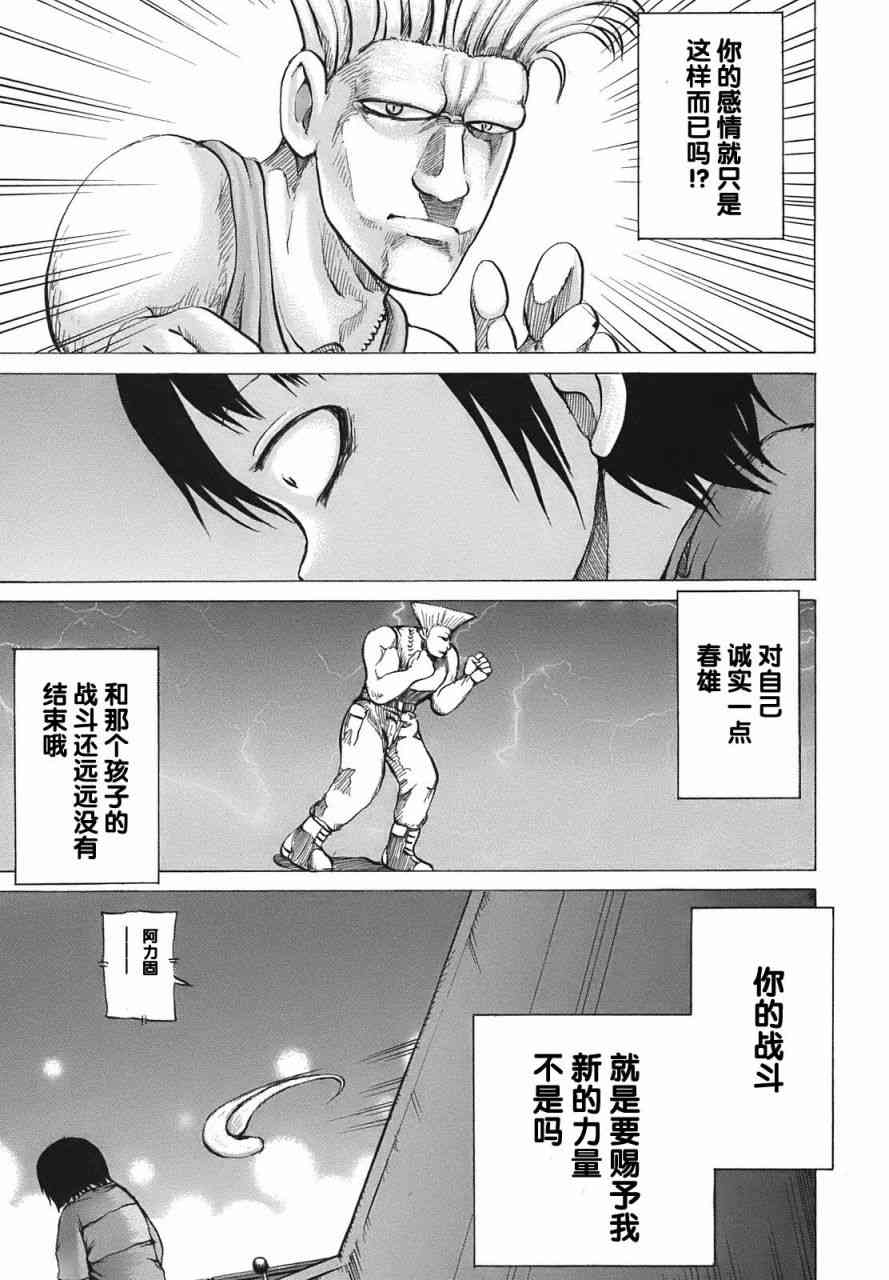 你的感情就只是
这样而已吗!?
对自己
诚实一点
春雄
和那个孩子的
战斗还远远没有
结束哦
你的战斗
就是要赐予我
新的力量
不是吗
阿力固——